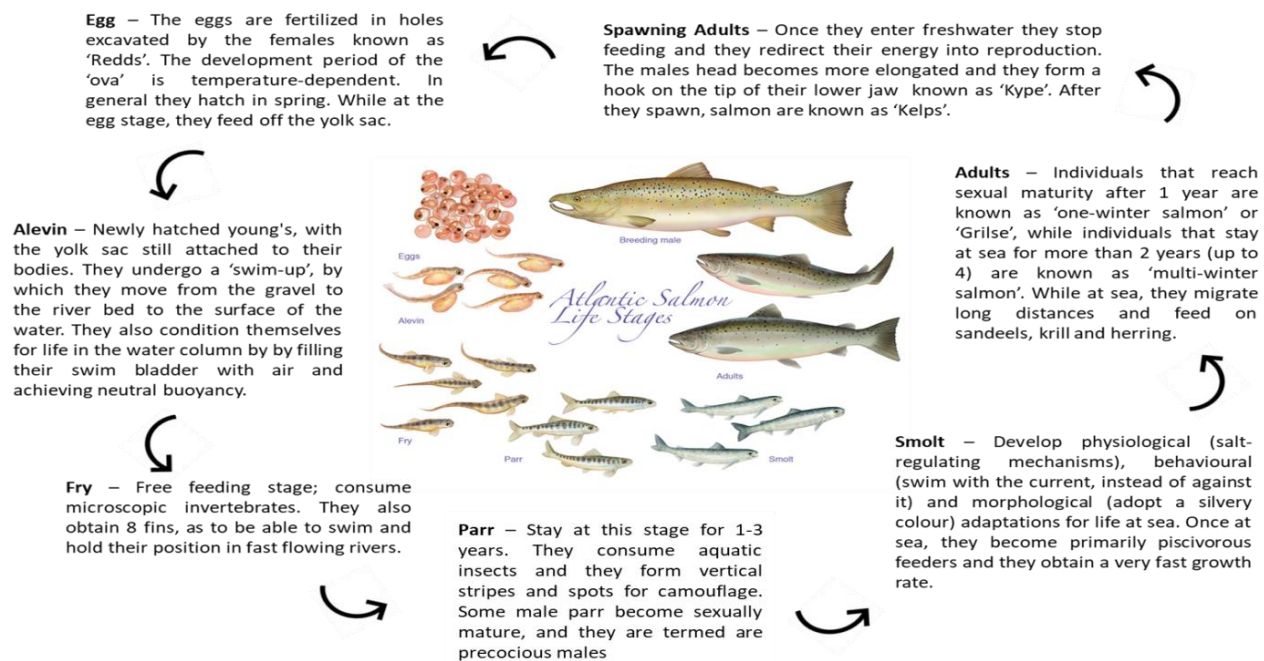 Egg – The eggs are fertilized in holes
excavated by the females known as
‘Redds’. The development period of the
‘ova’ is temperature-dependent. In
general they hatch in spring. While at the
egg stage, they feed off the yolk sac.
Spawning Adults – Once they enter freshwater they stop
feeding and they redirect their energy into reproduction.
The males head becomes more elongated and they form a
hook on the tip of their lower jaw known as ‘Kype’. After
they spawn, salmon are known as ‘Kelps’.
Alevin – Newly hatched young's, with
the yolk sac still attached to their
bodies. They undergo a ‘swim-up’, by
which they move from the gravel to
the river bed to the surface of the
water. They also condition themselves
for life in the water column by by filling
their swim bladder with air and
achieving neutral buoyancy.
Adults – Individuals that reach
sexual maturity after 1 year are
known as ‘one-winter salmon’ or
‘Grilse’, while individuals that stay
at sea for more than 2 years (up to
4) are known as ‘multi-winter
salmon’. While at sea, they migrate
long distances and feed on
sandeels, krill and herring.
Breeding male
Eggs
Atlantic Salmon
Life Stages
Alevin
Adults
Fry
Parr
Smolt
Fry – Free feeding stage; consume
microscopic invertebrates. They also
obtain 8 fins, as to be able to swim and
hold their position in fast flowing rivers.
Parr – Stay at this stage for 1-3
years. They consume aquatic
insects and they form vertical
stripes and spots for camouflage.
Some male parr become sexually
mature, and they are termed are
precocious males
Smolt – Develop physiological (salt-
regulating mechanisms), behavioural
(swim with the current, instead of against
it) and morphological (adopt a silvery
colour) adaptations for life at sea. Once at
sea, they become primarily piscivorous
feeders and they obtain a very fast growth
rate.